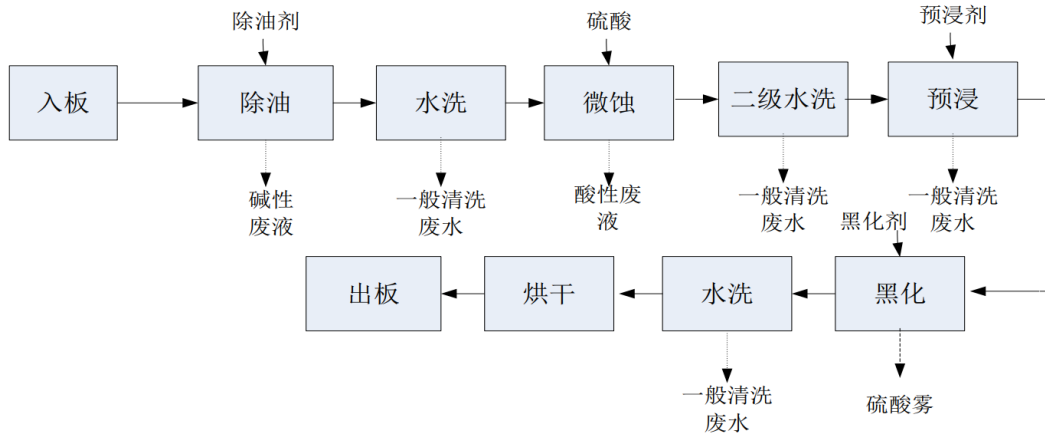 除油剂
硫酸
预浸剂
入板
除油
水洗
微蚀
二级水洗
预浸
碱性
废液
一般清洗
废水
酸性废
液
一般清洗
废水
一般清洗
废水
黑化剂
出板
烘干
水洗
黑化
一般清洗
废水
硫酸雾